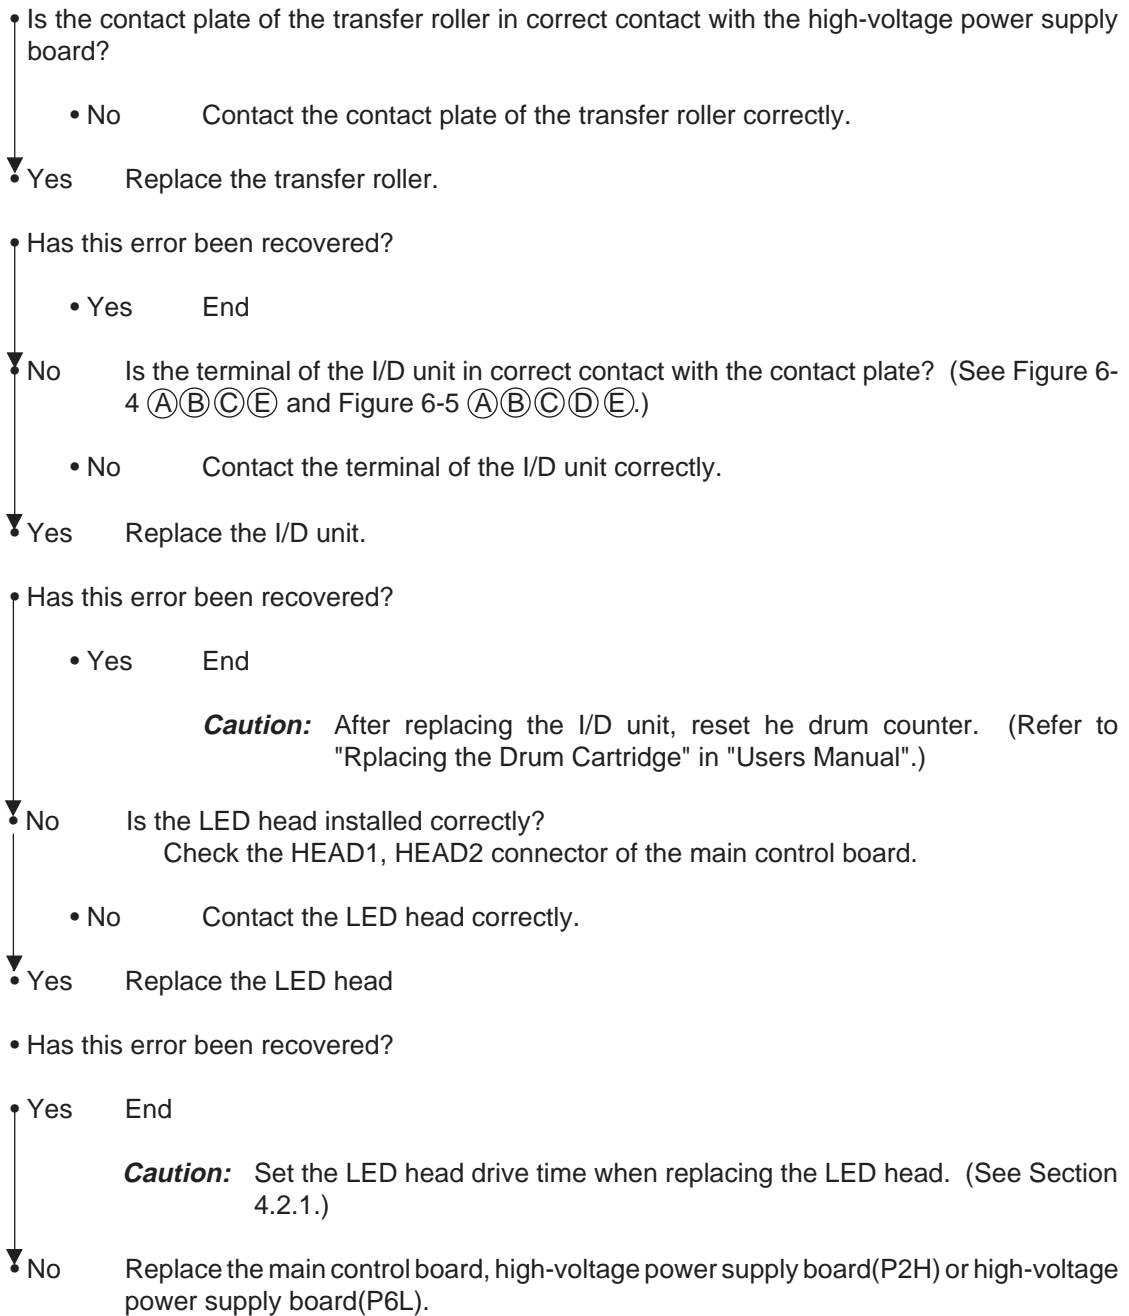 • Is the contact plate of the transfer roller in correct contact with the high-voltage power supply
board?
• No Contact the contact plate of the transfer roller correctly.
• Yes Replace the transfer roller.
• Has this error been recovered?
• Yes End
• No Is the terminal of the I/D unit in correct contact with the contact plate? (See Figure 6-
4 ⒶⒷⒸⒺ and Figure 6-5 ⒶⒷⒸⒹⒺ.)
• No Contact the terminal of the I/D unit correctly.
• Yes Replace the I/D unit.
• Has this error been recovered?
• Yes End
Caution: After replacing the I/D unit, reset he drum counter. (Refer to
"Rplacing the Drum Cartridge" in "Users Manual".)
• No Is the LED head installed correctly?
Check the HEAD1, HEAD2 connector of the main control board.
• No Contact the LED head correctly.
• Yes Replace the LED head
• Has this error been recovered?
• Yes End
Caution: Set the LED head drive time when replacing the LED head. (See Section
4.2.1.)
• No Replace the main control board, high-voltage power supply board(P2H) or high-voltage
power supply board(P6L).